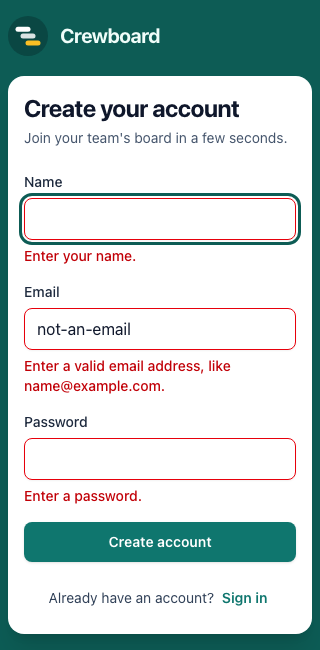 Crewboard
Create your account
Join your team's board in a few seconds.
Name
Enter your name.
Email
not-an-email
Enter a valid email address, like
name@example.com.
Password
Enter a password.
Create account
Already have an account? Sign in